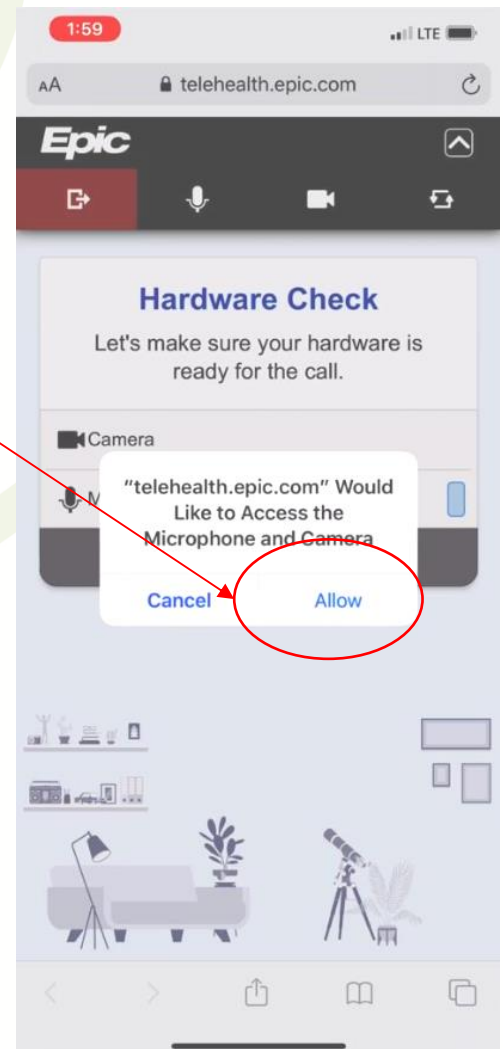 1:59
LTE
AA
telehealth.epic.com
Epic
Hardware Check
Let's make sure your hardware is
ready for the call.
Camera
M
"telehealth.epic.com" Would
Like to Access the
Microphone and Camera
Cancel Allow